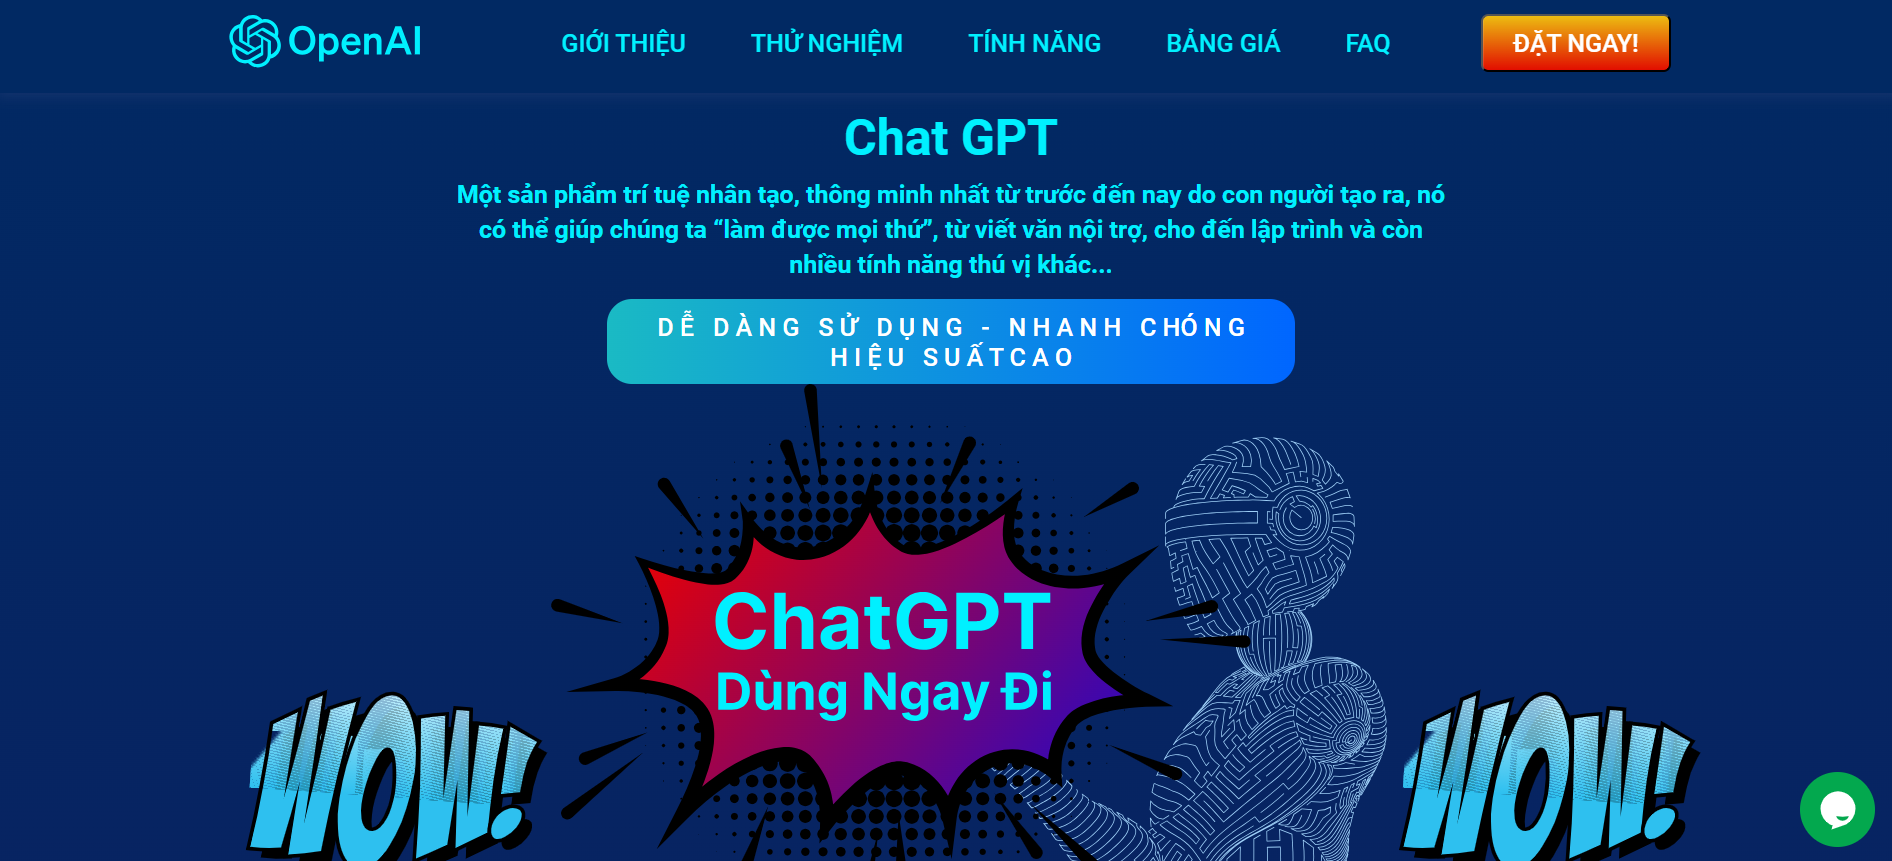 OpenAI
GIỚI THIỆU
THỬ NGHIỆM
TÍNH NĂNG
BẢNG GIÁ
FAQ
ĐẶT NGAY!
Chat GPT
Một sản phẩm trí tuệ nhân tạo, thông minh nhất từ trước đến nay do con người tạo ra, nó
có thể giúp chúng ta “làm được mọi thứ”, từ viết văn nội trợ, cho đến lập trình và còn
nhiều tính năng thú vị khác...
DỄ DÀNG SỬ DỤNG - NHANH CHÓNG
HIỆU SUẤTCAO
ChatGPT
Dùng Ngay Đi
WOW!
WOW!